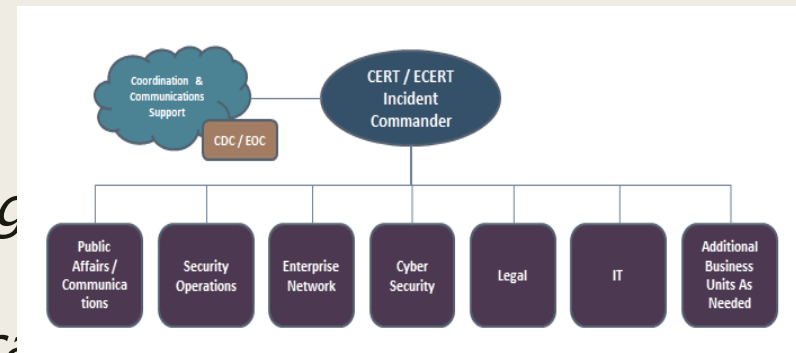 Coordination &
Communications
Support
CDC / EOC
CERT / ECERT
Incident
Commander
Public
Affairs /
Communica
tions
Security
Operations
Enterprise
Network
Cyber
Security
Legal
IT
Additional
Business
Units As
Needed